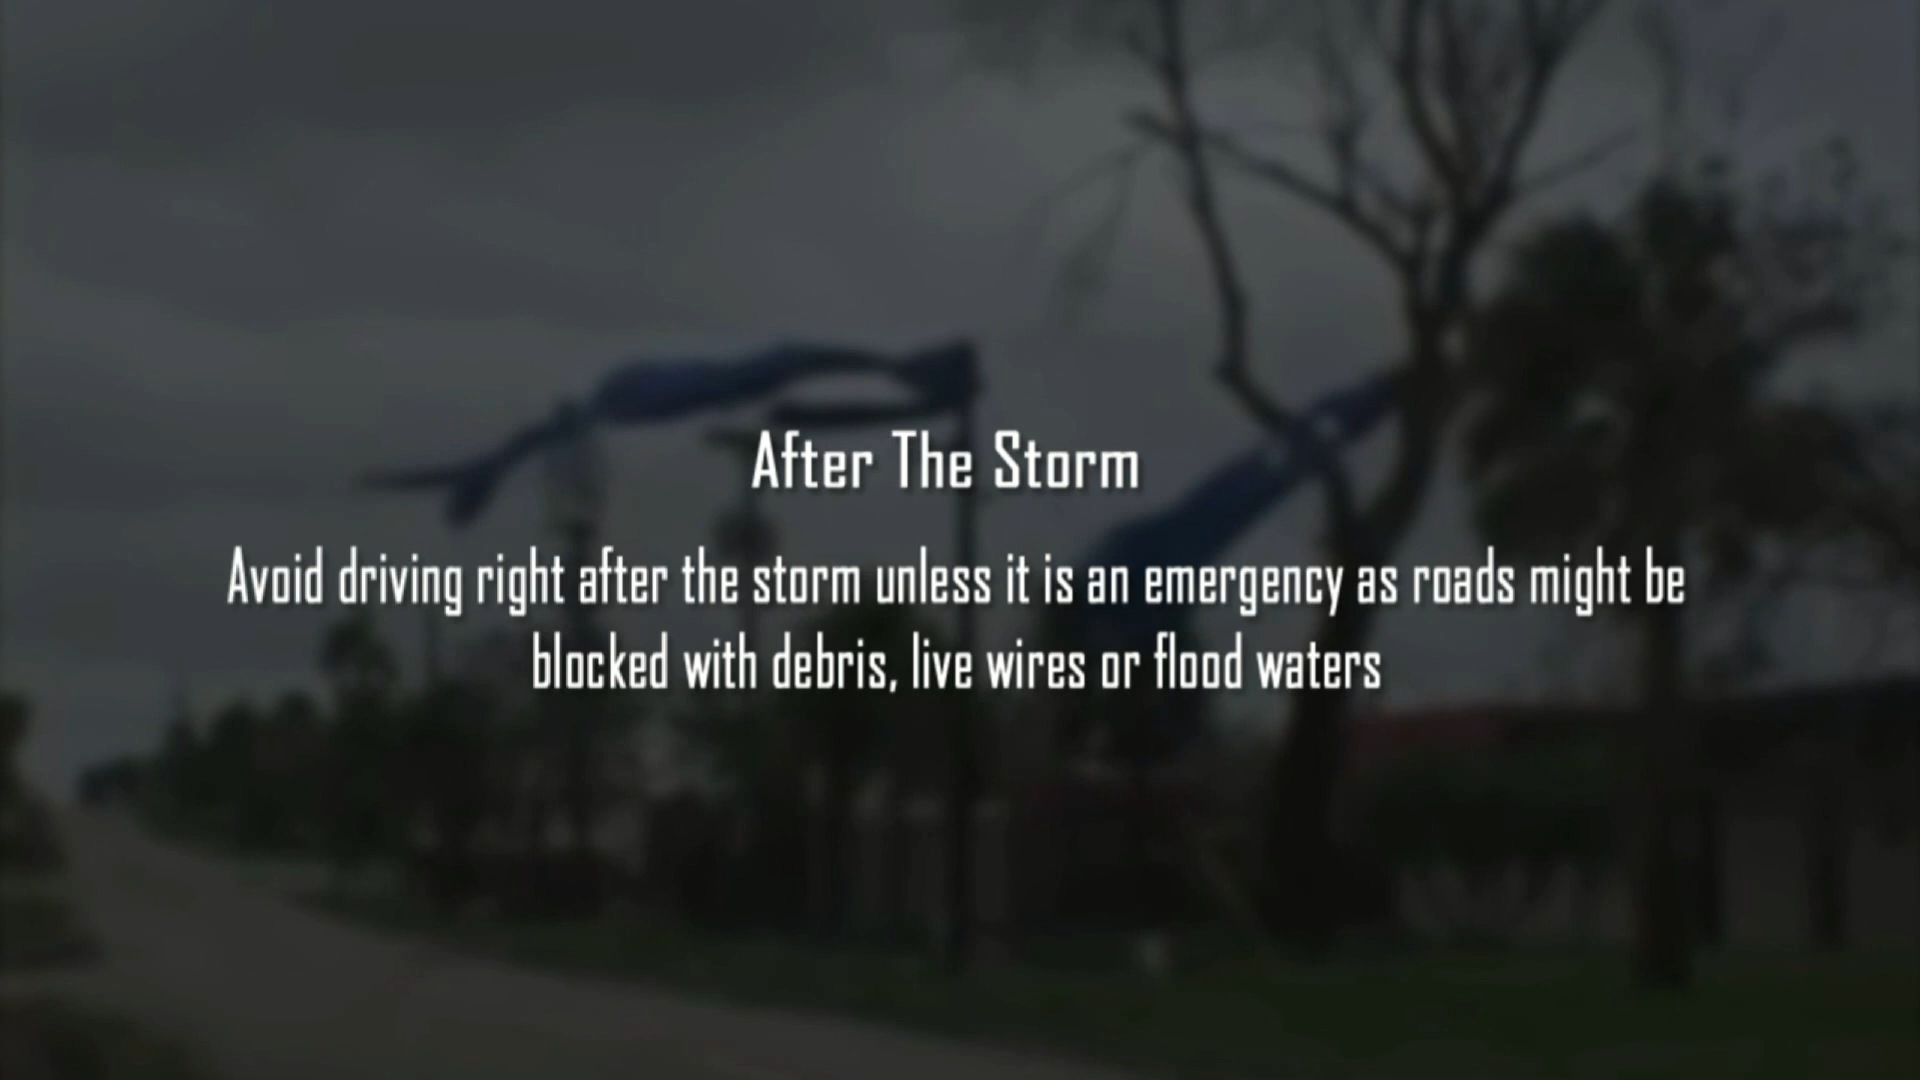 After The Storm
Avoid driving right after the storm unless it is an emergency as roads might be
blocked with debris, live wires or flood waters